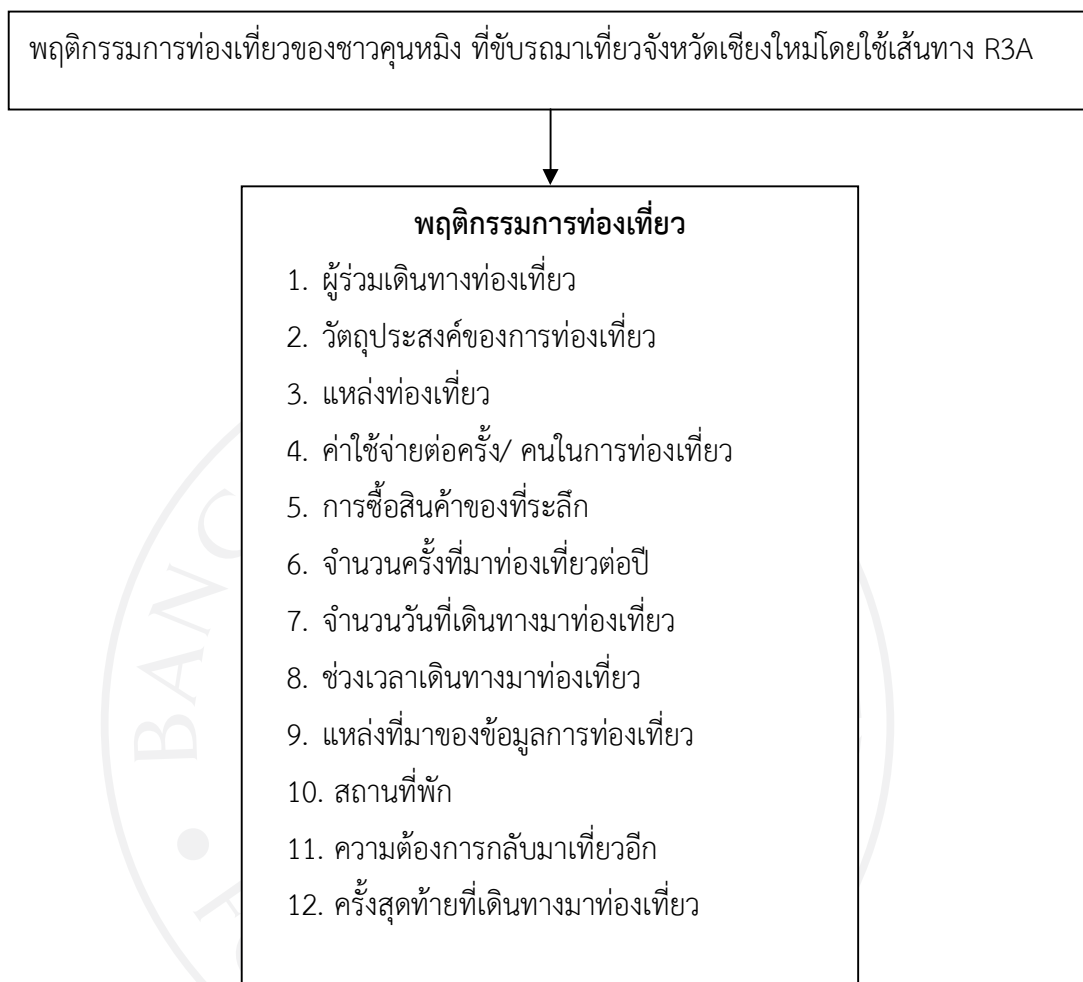 พฤติกรรมการท่องเที่ยวของชาวคุนหมิง ที่ขับรถมาเที่ยวจังหวัดเชียงใหม่โดยใช้เส้นทาง R3A
พฤติกรรมการท่องเที่ยว
1. ผู้ร่วมเดินทางท่องเที่ยว
2. วัตถุประสงค์ของการท่องเที่ยว
3. แหล่งท่องเที่ยว
4. ค่าใช้จ่ายต่อครั้ง/ คนในการท่องเที่ยว
5. การซื้อสินค้าของที่ระลึก
6. จำนวนครั้งที่มาท่องเที่ยวต่อปี
7. จำนวนวันที่เดินทางมาท่องเที่ยว
8. ช่วงเวลาเดินทางมาท่องเที่ยว
9. แหล่งที่มาของข้อมูลการท่องเที่ยว
10. สถานที่พัก
11. ความต้องการกลับมาเที่ยวอีก
12. ครั้งสุดท้ายที่เดินทางมาท่องเที่ยว
BANG